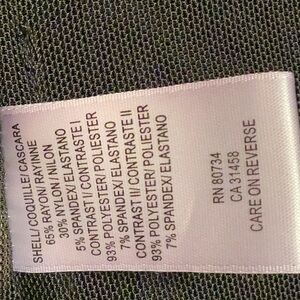 SHELL/ COQUILLE/ CASCARA
65% RAYON/ RAYINNE
30% NYLON / NILON
5% SPANDEX/ ELASTANO
CONTRAST I/ CONTRASTE I
93% POLYESTER/ POLIESTER
7% SPANDEX/ ELASTANO
CONTRAST II/ CONTRASTE II
93% POLYESTER/ POLIESTER
7% SPANDEX/ ELASTANO
RN 80734
CA 31458
CARE ON REVERSE